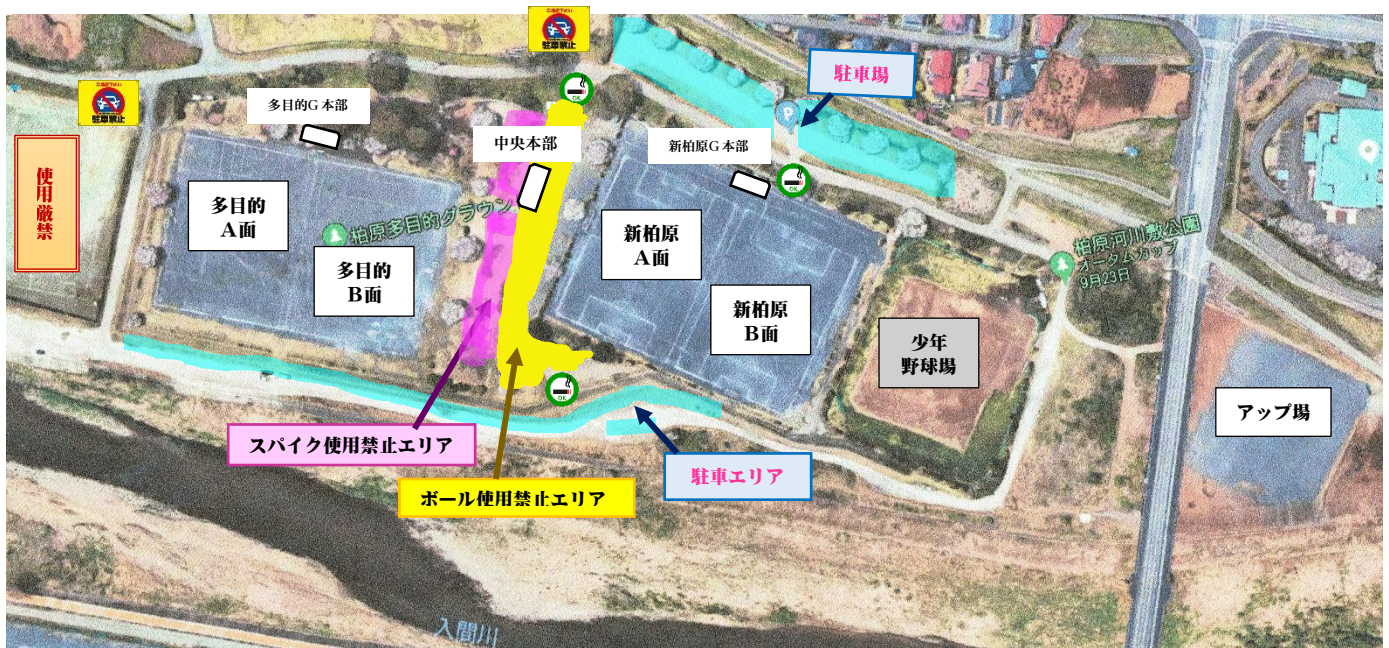 駐車禁止
駐車禁止
使用厳禁
多目的G本部
中央本部
新柏原G本部
駐車場
P
OK
OK
OK
多目的
A面
多目的
B面
柏原多目的グラウン
新柏原
A面
新柏原
B面
少年
野球場
柏原河川敷公園
オータムカップ
9月23日
アップ場
スパイク使用禁止エリア
ボール使用禁止エリア
駐車エリア
入間川